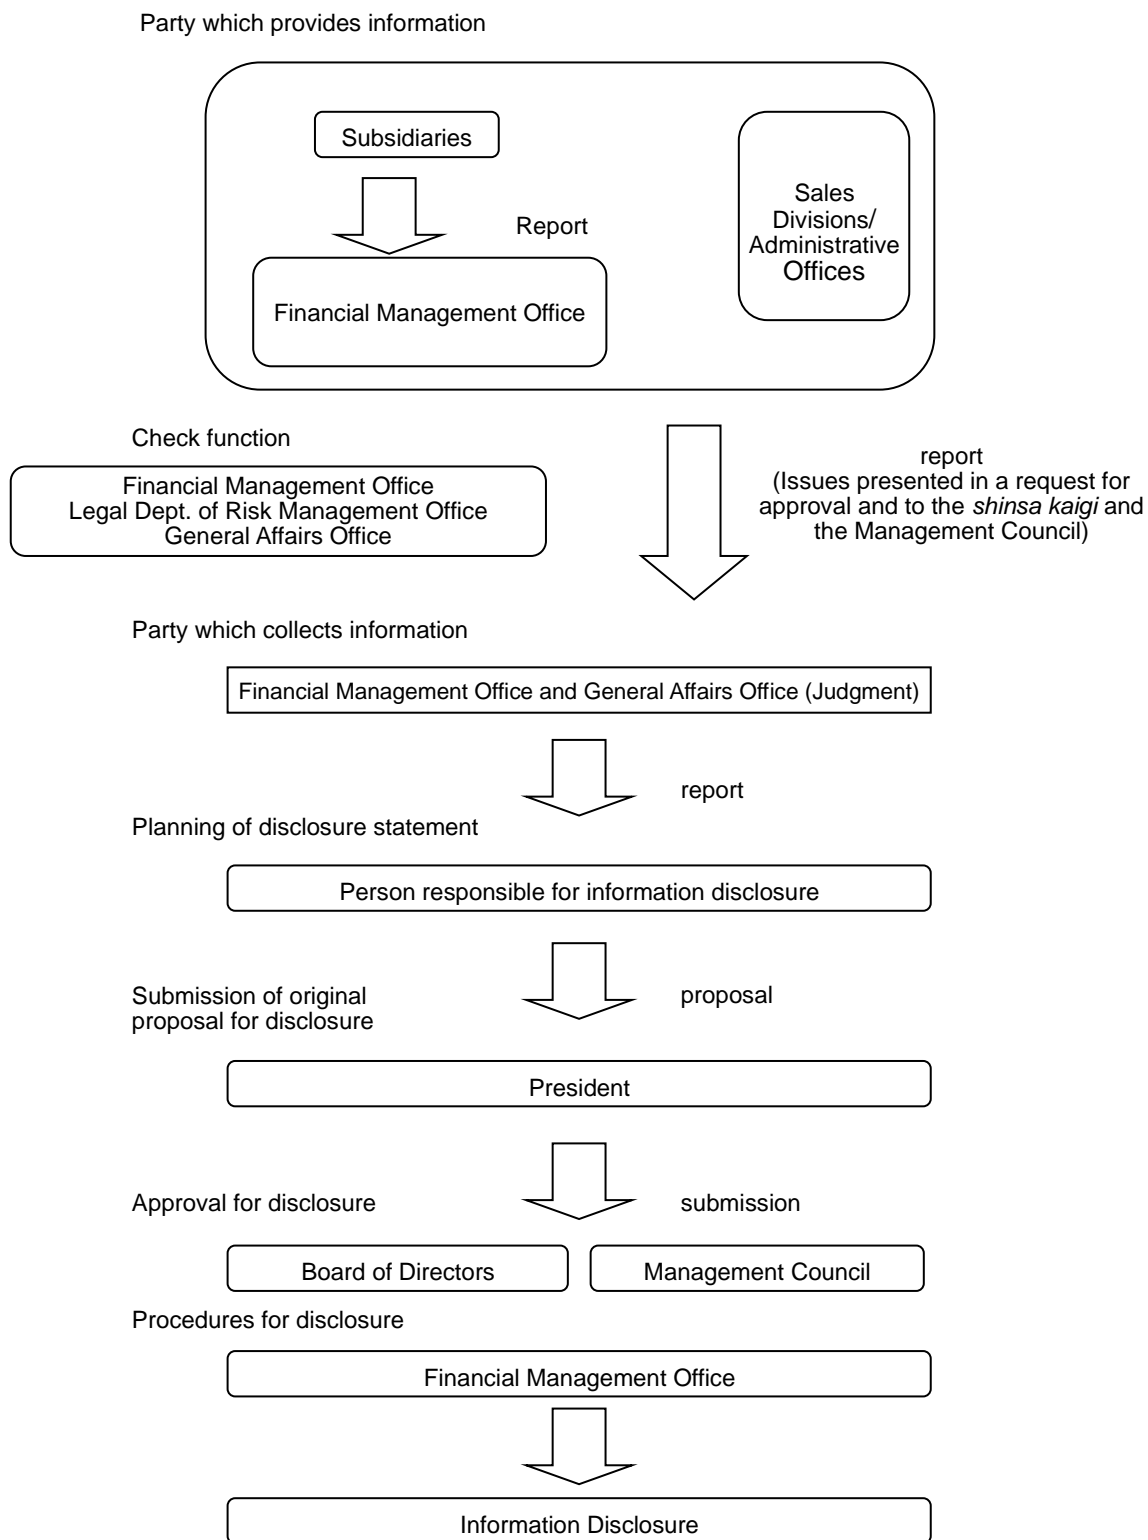 Party which provides information
Subsidiaries
Report
Financial Management Office
Sales
Divisions/
Administrative
Offices
Check function
Financial Management Office
Legal Dept. of Risk Management Office
General Affairs Office
report
(Issues presented in a request for
approval and to the shinsa kaigi and
the Management Council)
Party which collects information
Financial Management Office and General Affairs Office (Judgment)
report
Planning of disclosure statement
Person responsible for information disclosure
Submission of original
proposal for disclosure
proposal
President
Approval for disclosure
submission
Board of Directors
Management Council
Procedures for disclosure
Financial Management Office
Information Disclosure